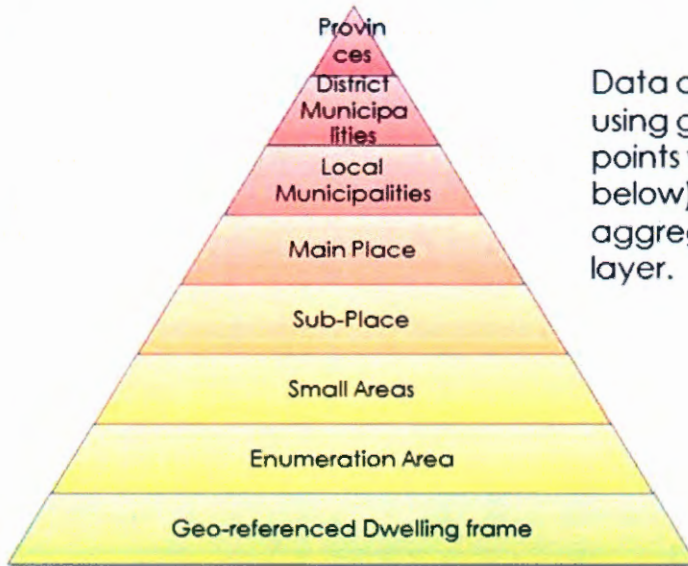 Provin
ces
District
Municipa
lities
Local
Municipalities
Main Place
Sub-Place
Small Areas
Enumeration Area
Geo-referenced Dwelling frame
Data
using
points
below)
layer.